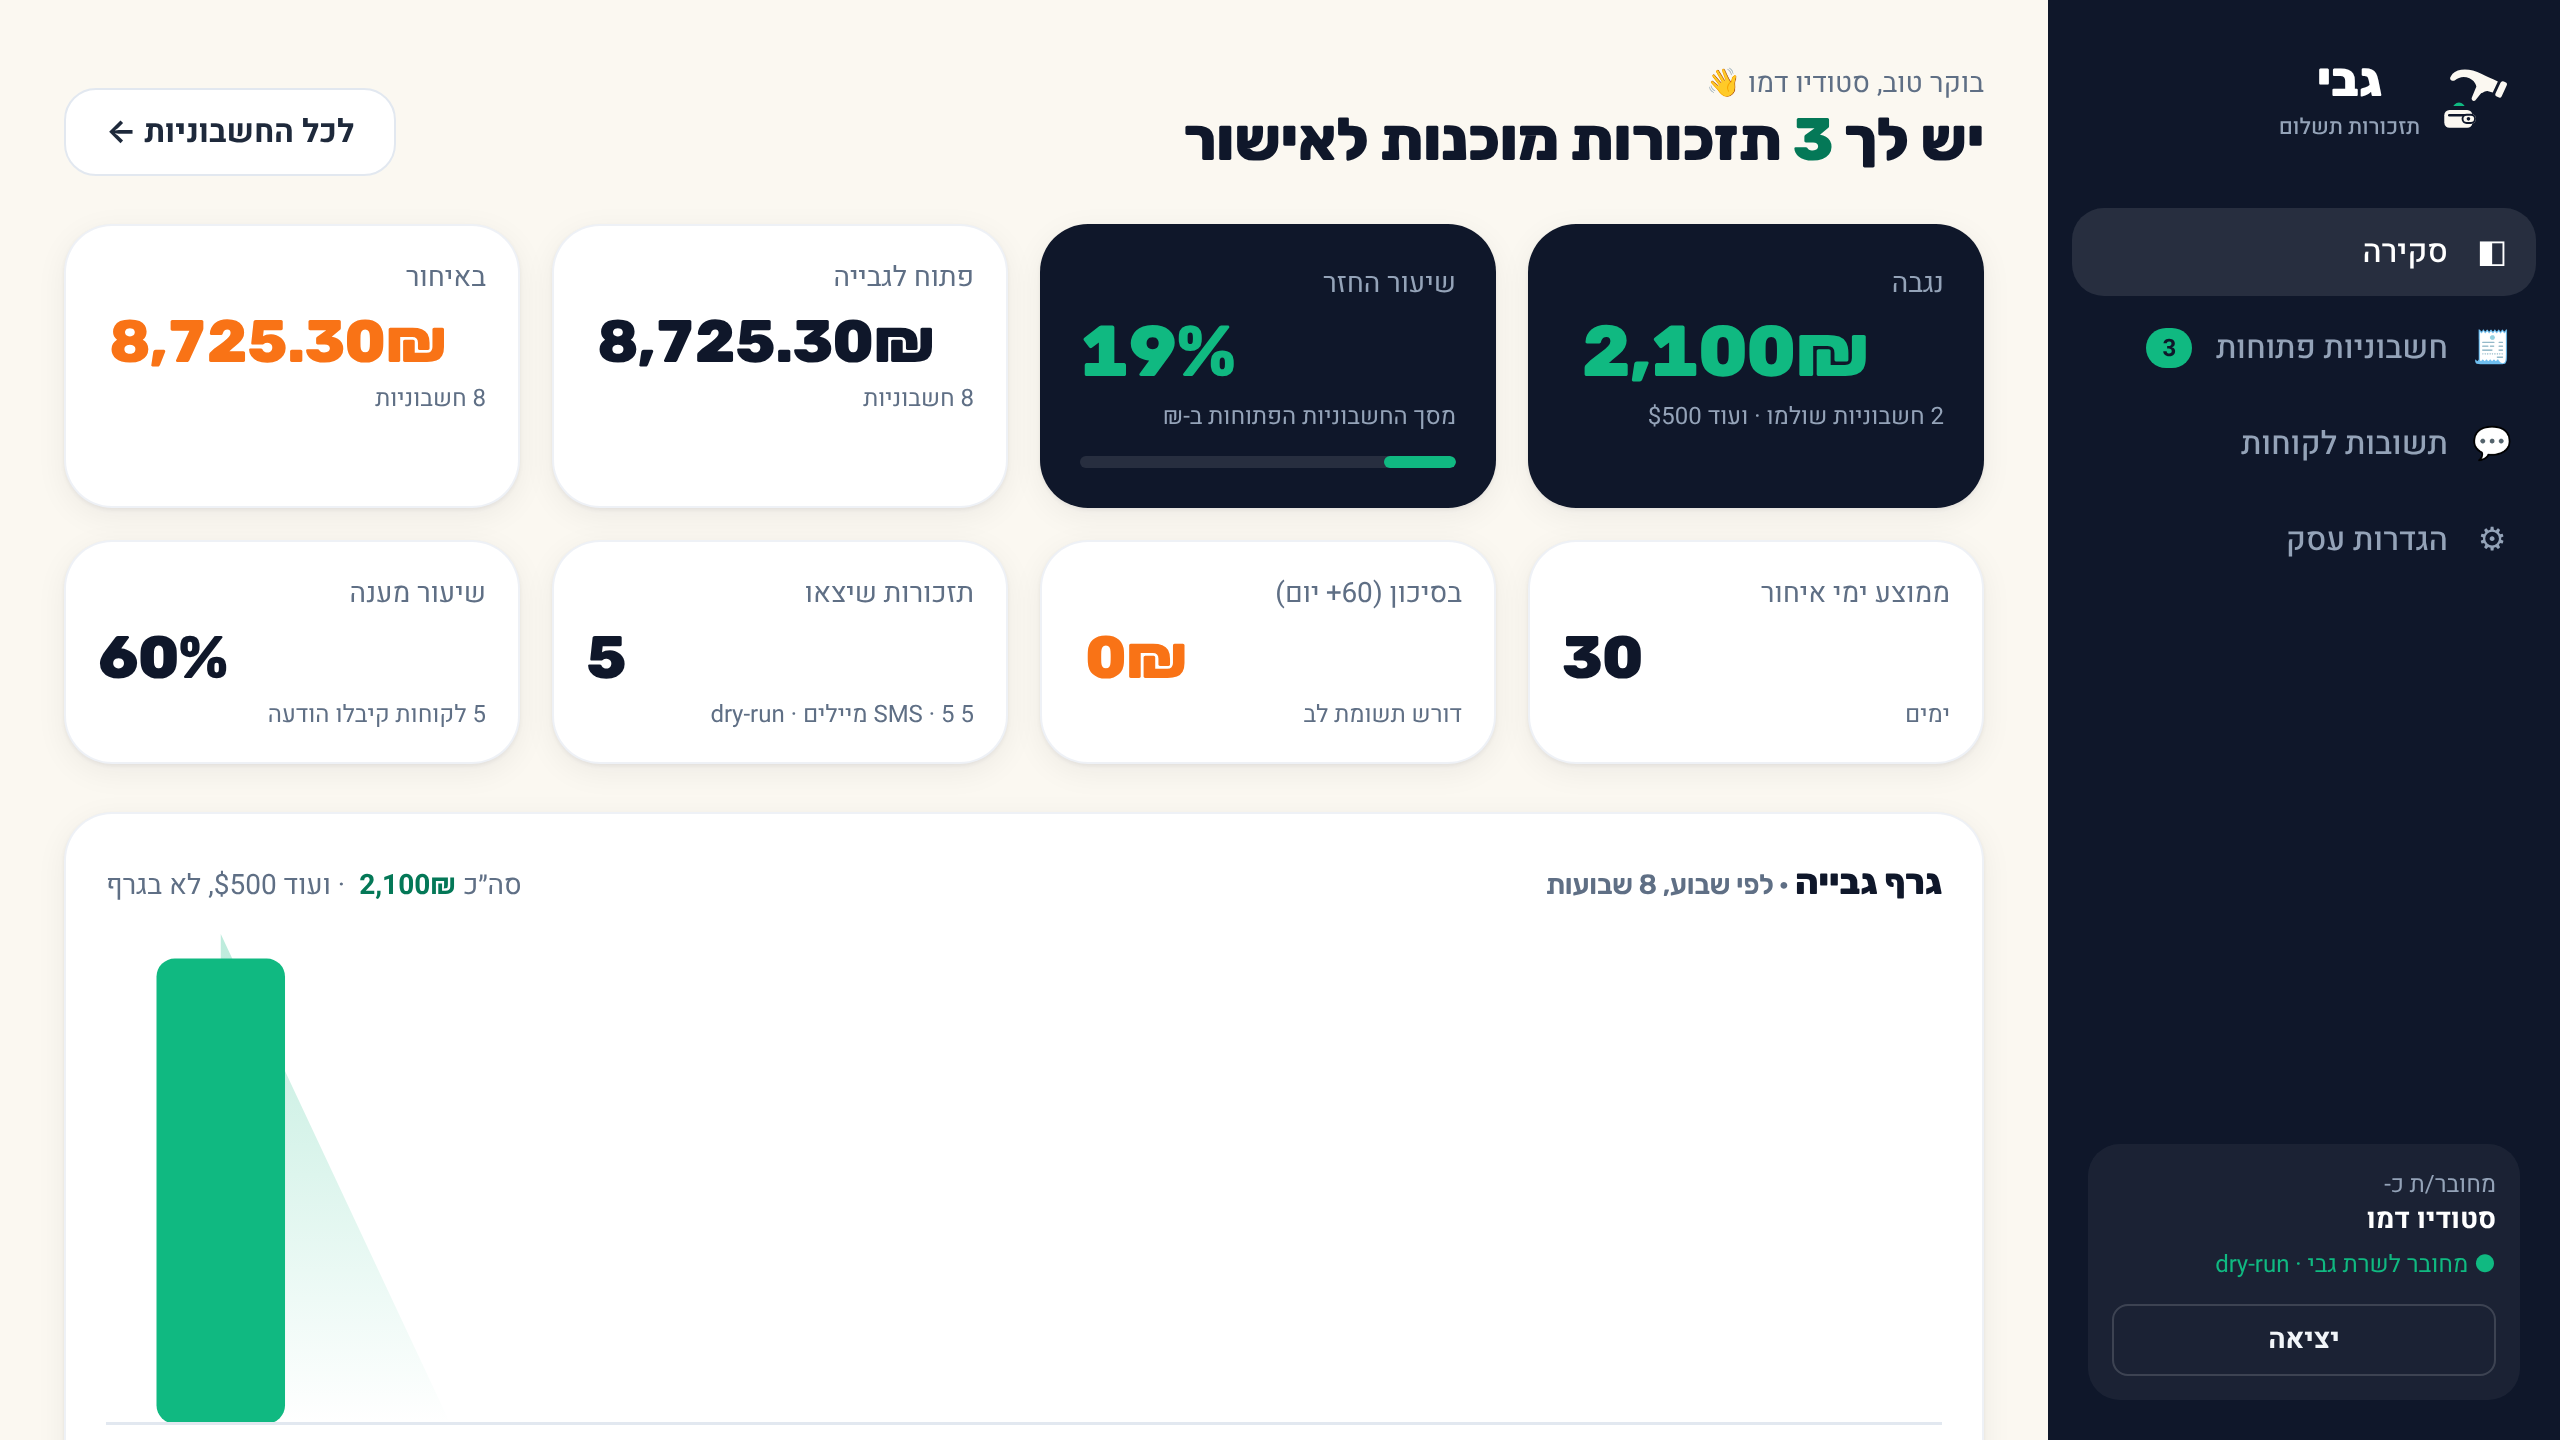 גבי
תזכורות תשלום
סקירה
חשבוניות פתוחות 3
תשובות לקוחות
הגדרות עסק
מחובר/ת כ-
סטודיו דמו
מחובר לשרת גבי · dry-run
יציאה
בוקר טוב, סטודיו דמו 👋
יש לך 3 תזכורות מוכנות לאישור
לכל החשבוניות ←
נגבה
2,100₪
2 חשבוניות שולמו · ועוד $500
שיעור החזר
19%
מסך החשבוניות הפתוחות ב-₪
פתוח לגבייה
8,725.30₪
8 חשבוניות
באיחור
8,725.30₪
8 חשבוניות
ממוצע ימי איחור
30
ימים
בסיכון (60+ יום)
0₪
דורש תשומת לב
תזכורות שיצאו
5
5 SMS · 5 מיילים · dry-run
שיעור מענה
60%
5 לקוחות קיבלו הודעה
גרף גבייה • לפי שבוע, 8 שבועות
סה״כ 2,100₪ · ועוד $500, לא בגרף